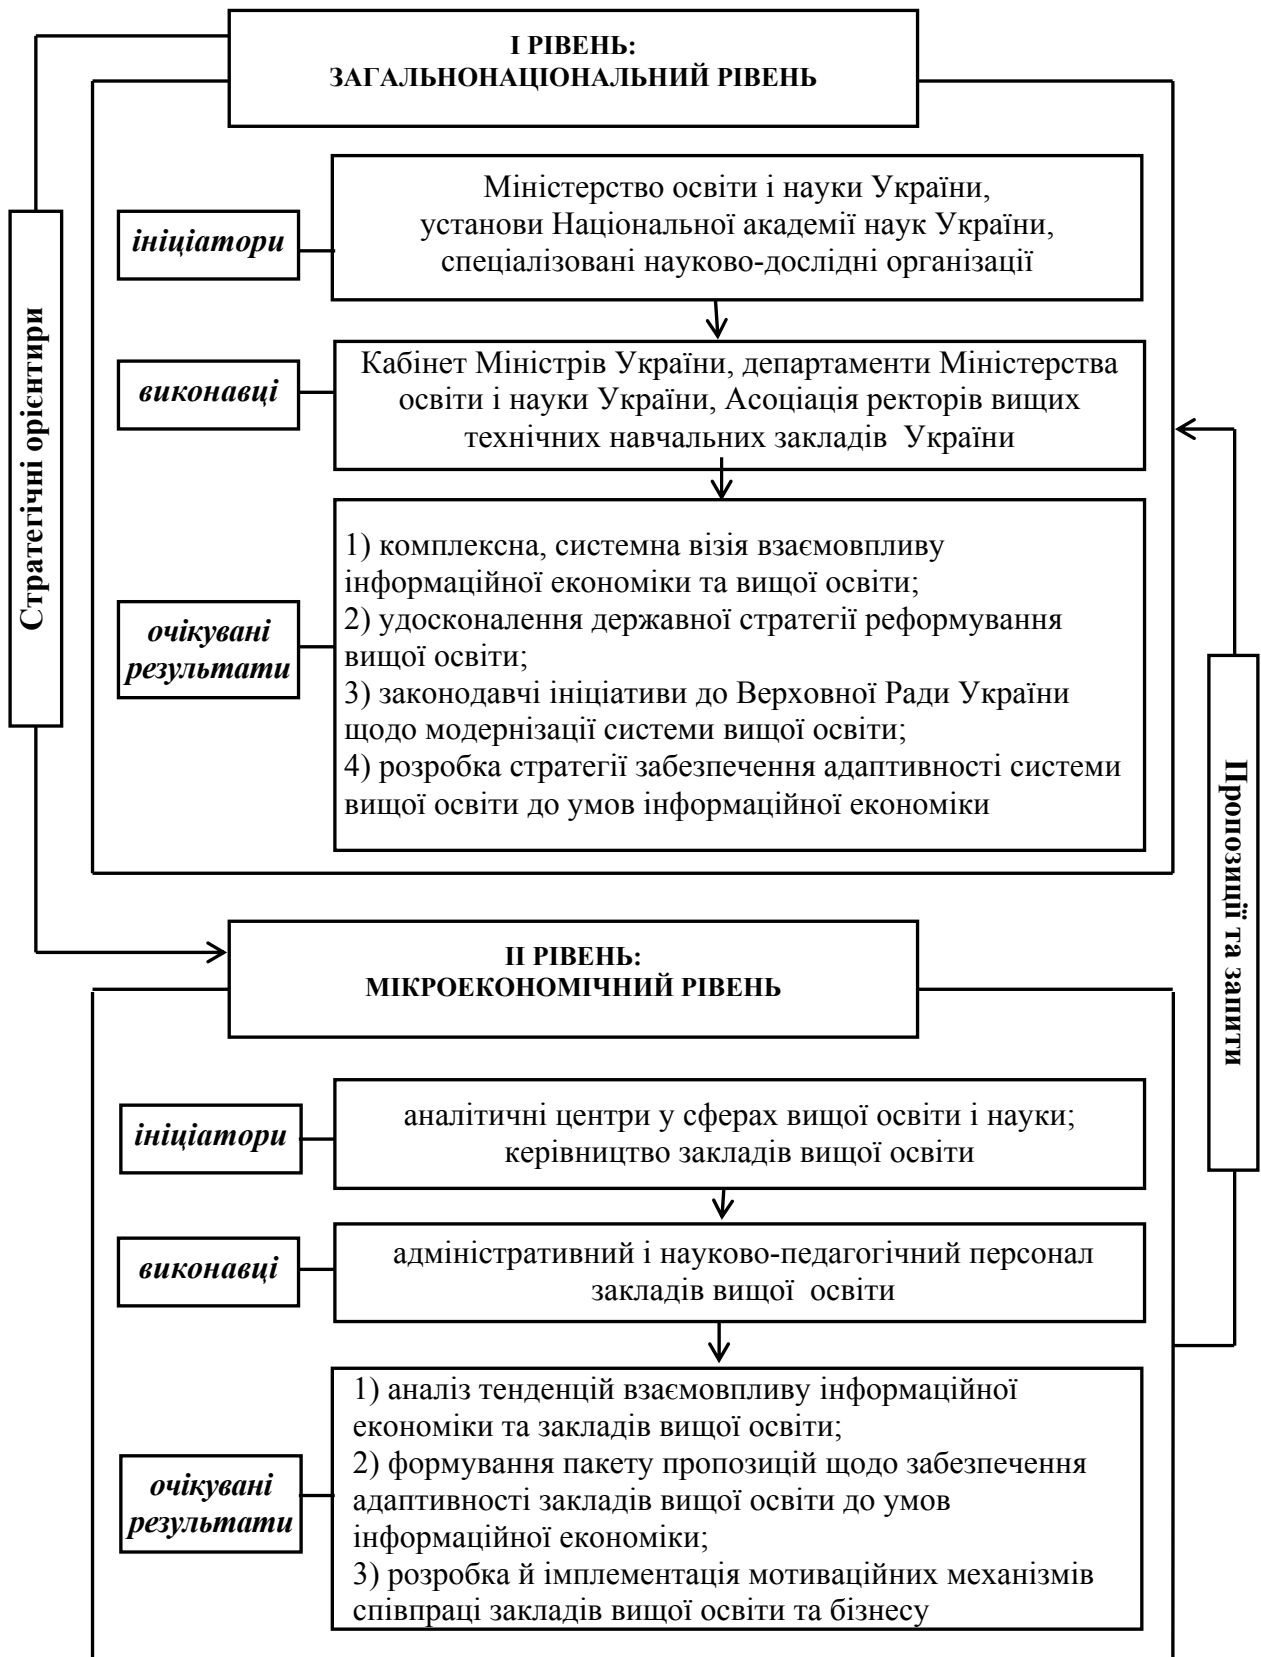 І РІВЕНЬ:
ЗАГАЛЬНОНАЦІОНАЛЬНИЙ РІВЕНЬ
Стратегічні орієнтири
ініціатори
Міністерство освіти і науки України,
установи Національної академії наук України,
спеціалізовані науково-дослідні організації
виконавці
Кабінет Міністрів України, департаменти Міністерства
освіти і науки України, Асоціація ректорів вищих
технічних навчальних закладів України
очікувані
результати
1) комплексна, системна візія взаємовпливу
інформаційної економіки та вищої освіти;
2) удосконалення державної стратегії реформування
вищої освіти;
3) законодавчі ініціативи до Верховної Ради України
щодо модернізації системи вищої освіти;
4) розробка стратегії забезпечення адаптивності системи
вищої освіти до умов інформаційної економіки
Пропозиції та запити
ІІ РІВЕНЬ:
МІКРОЕКОНОМІЧНИЙ РІВЕНЬ
ініціатори
аналітичні центри у сферах вищої освіти і науки;
керівництво закладів вищої освіти
виконавці
адміністративний і науково-педагогічний персонал
закладів вищої освіти
очікувані
результати
1) аналіз тенденцій взаємовпливу інформаційної
економіки та закладів вищої освіти;
2) формування пакету пропозицій щодо забезпечення
адаптивності закладів вищої освіти до умов
інформаційної економіки;
3) розробка й імплементація мотиваційних механізмів
співпраці закладів вищої освіти та бізнесу